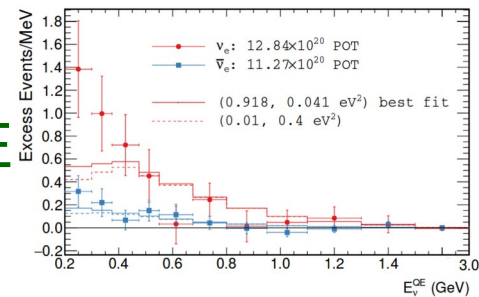 Excess Events/MeV
1.8
1.6
1.4
1.2
1.0
0.8
0.6
0.4
0.2
0.0
−0.2
νe: 12.84×10²⁰ POT
ν̄e: 11.27×10²⁰ POT
(0.918, 0.041 eV²) best fit
(0.01, 0.4 eV²)
0.2 0.4 0.6 0.8 1.0 1.2 1.4 3.0
EνQE (GeV)